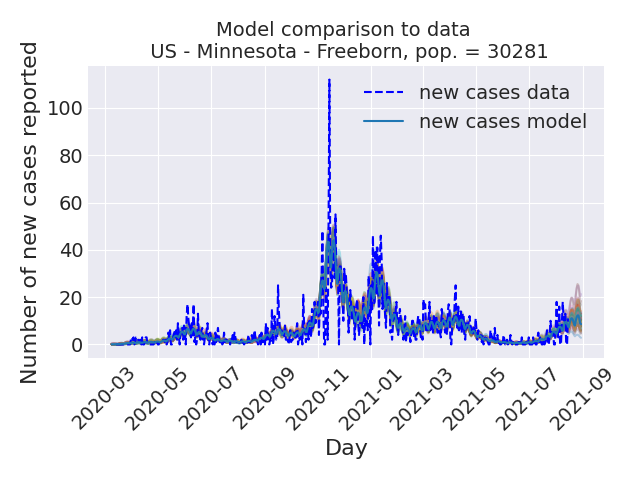 Model comparison to data
US - Minnesota - Freeborn, pop. = 30281
Number of new cases reported
100
80
60
40
20
0
new cases data
new cases model
2020-03
2020-05
2020-07
2020-09
2020-11
2021-01
2021-03
2021-05
2021-07
2021-09
Day